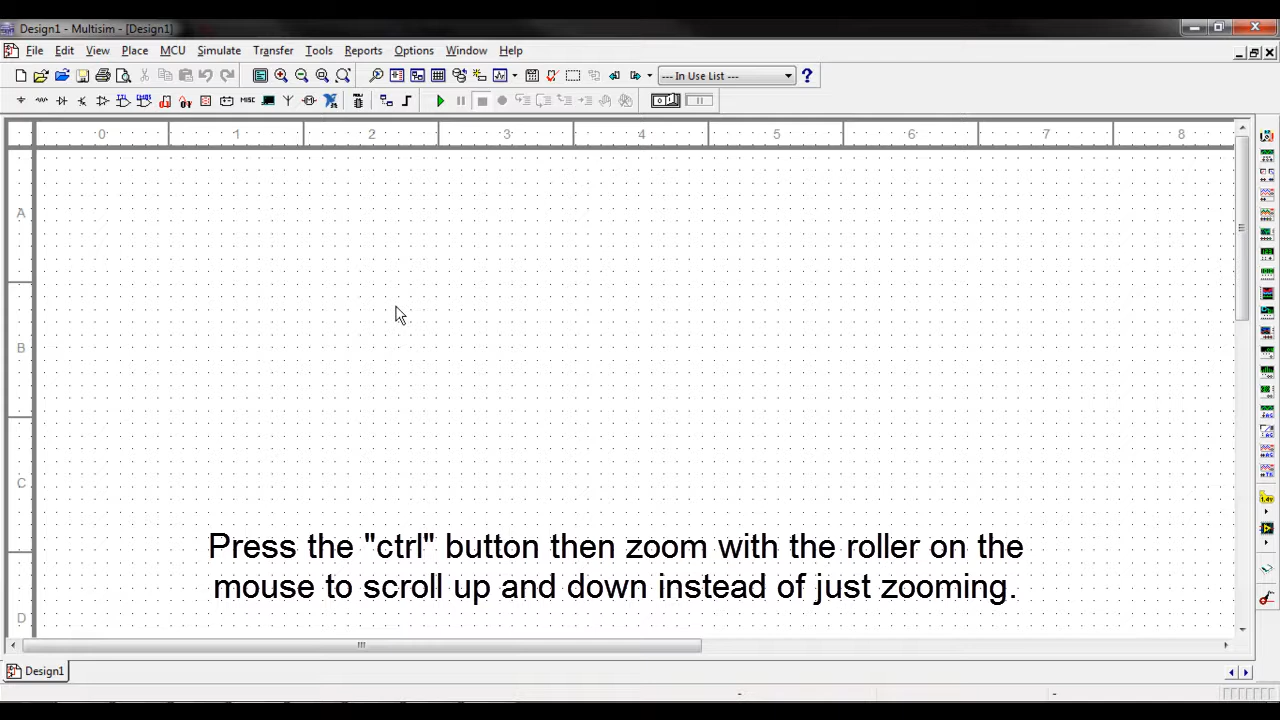 Design1 - Multisim - [Design1]
File Edit View Place MCU Simulate Transfer Tools Reports Options Window Help
--- In Use List ---
0 1 2 3 4 5 6 7 8
A
B
C
D
Press the "ctrl" button then zoom with the roller on the
mouse to scroll up and down instead of just zooming.
Design1